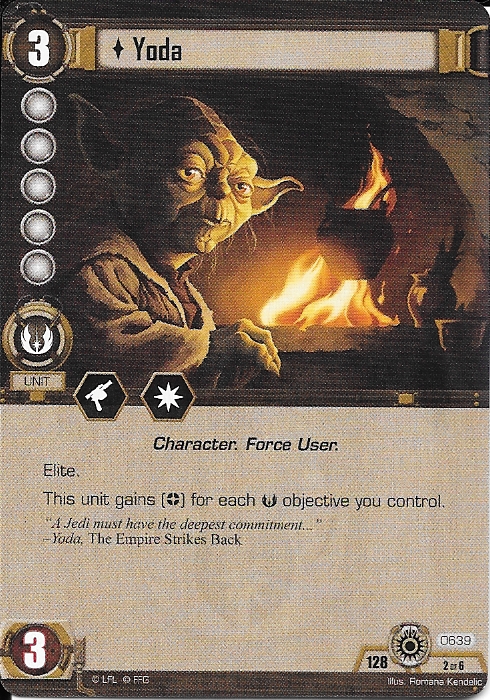 3
Yoda
UNIT
Character. Force User.
Elite.
This unit gains [ ] for each objective you control.
"A Jedi must have the deepest commitment..."
–Yoda, The Empire Strikes Back
3
© LFL © FFG
128
0639
2 OF 6
Illus. Romana Kendelic